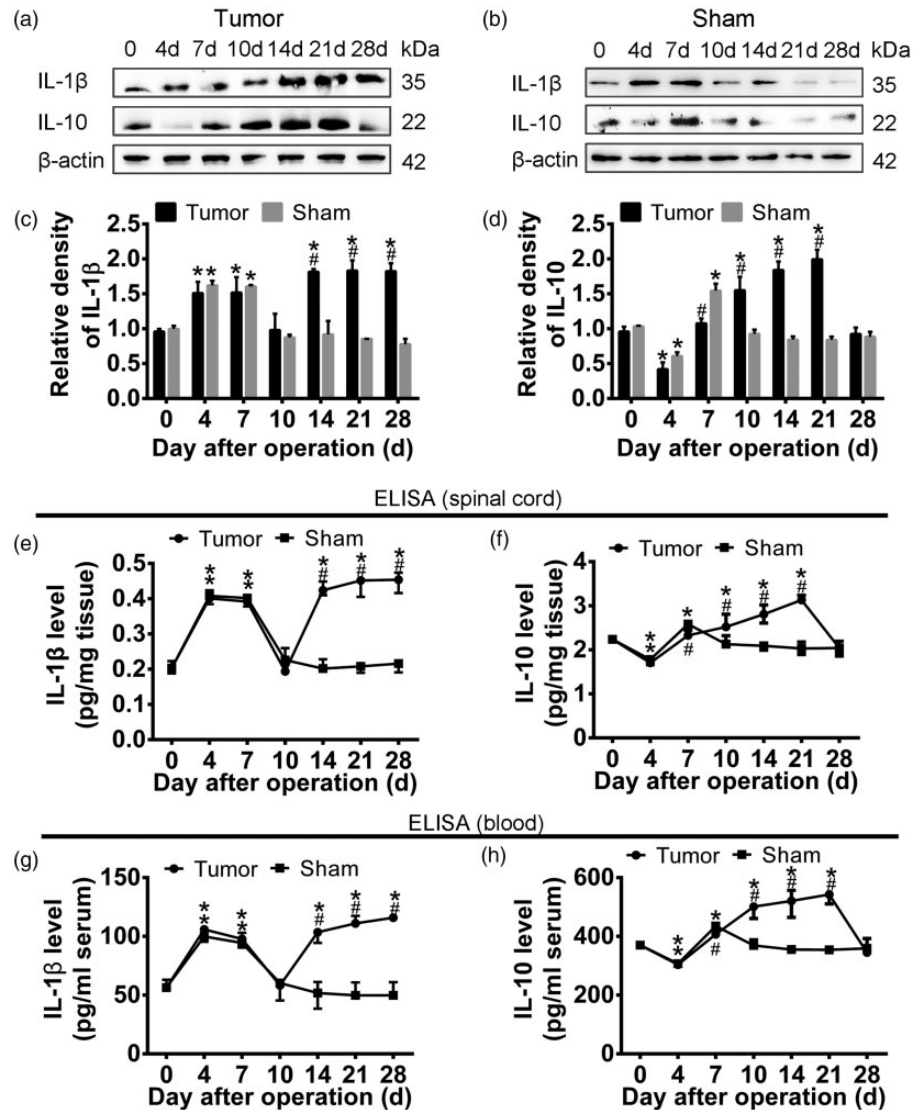 (a) Tumor
0 4d 7d 10d 14d 21d 28d kDa
IL-1β 35
IL-10 22
β-actin 42
(b) Sham
0 4d 7d 10d 14d 21d 28d kDa
IL-1β 35
IL-10 22
β-actin 42
(c) Tumor Sham
Relative density
of IL-1β
2.5
2.0
1.5
1.0
0.5
0.0
* * * * *# *# *#
0 4 7 10 14 21 28
Day after operation (d)
(d) Tumor Sham
Relative density
of IL-10
2.5
2.0
1.5
1.0
0.5
0.0
* * # * *# *# *#
0 4 7 10 14 21 28
Day after operation (d)
ELISA (spinal cord)
(e) Tumor Sham
IL-1β level
(pg/mg tissue)
0.6
0.4
0.3
0.2
0.1
0.0
** ** *# *# *#
0 4 7 10 14 21 28
Day after operation (d)
(f) Tumor Sham
IL-10 level
(pg/mg tissue)
4
3
2
1
0
** * # *# *# *#
0 4 7 10 14 21 28
Day after operation (d)
ELISA (blood)
(g) Tumor Sham
IL-1β level
(pg/ml serum)
150
100
50
0
** ** *# *# *#
0 4 7 10 14 21 28
Day after operation (d)
(h) Tumor Sham
IL-10 level
(pg/ml serum)
600
400
200
0
** * # *# *# *#
0 4 7 10 14 21 28
Day after operation (d)